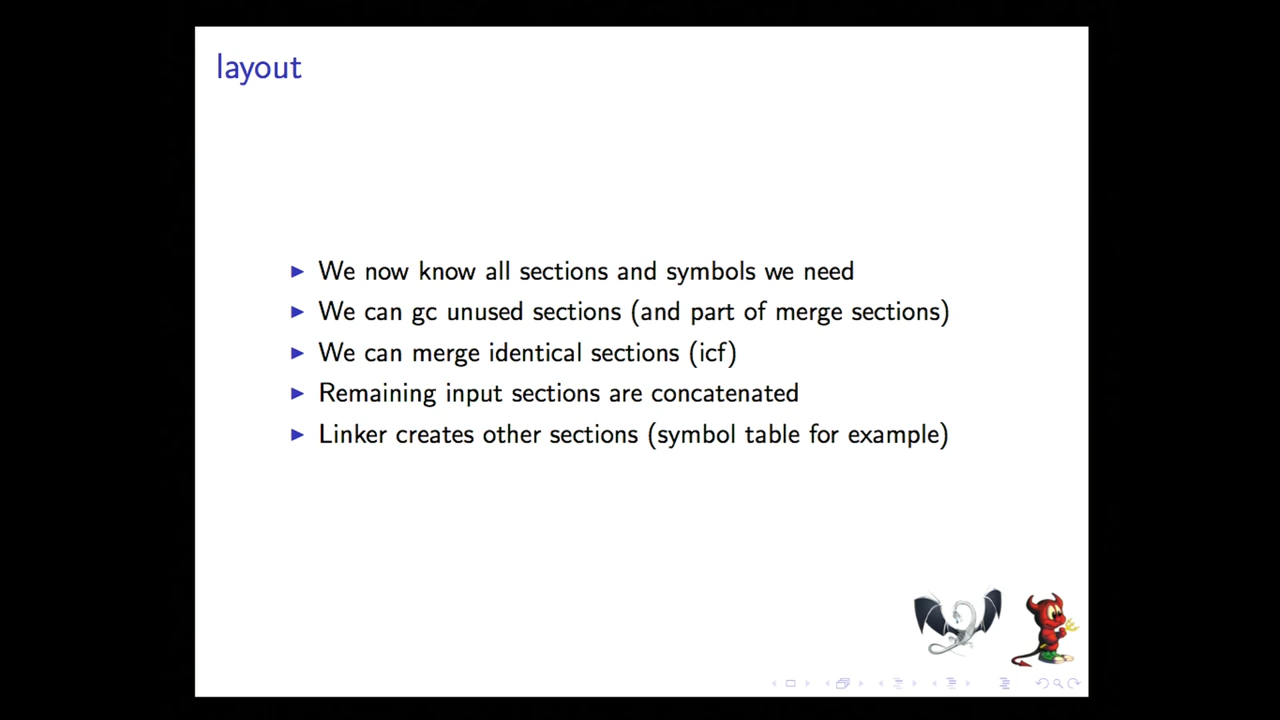 layout
We now know all sections and symbols we need
We can gc unused sections (and part of merge sections)
We can merge identical sections (icf)
Remaining input sections are concatenated
Linker creates other sections (symbol table for example)